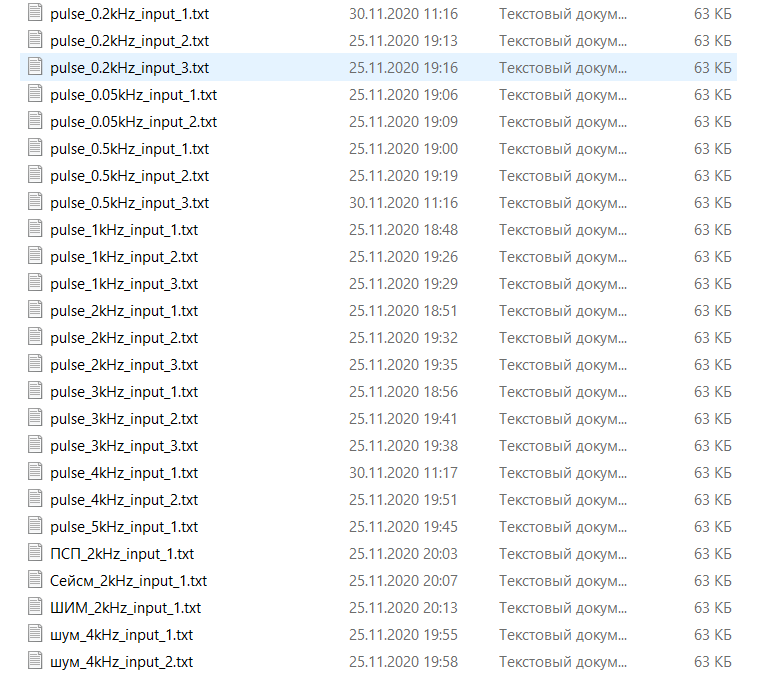 pulse_0.2kHz_input_1.txt 30.11.2020 11:16 Текстовый докум... 63 КБ
pulse_0.2kHz_input_2.txt 25.11.2020 19:13 Текстовый докум... 63 КБ
pulse_0.2kHz_input_3.txt 25.11.2020 19:16 Текстовый докум... 63 КБ
pulse_0.05kHz_input_1.txt 25.11.2020 19:06 Текстовый докум... 63 КБ
pulse_0.05kHz_input_2.txt 25.11.2020 19:09 Текстовый докум... 63 КБ
pulse_0.5kHz_input_1.txt 25.11.2020 19:00 Текстовый докум... 63 КБ
pulse_0.5kHz_input_2.txt 25.11.2020 19:19 Текстовый докум... 63 КБ
pulse_0.5kHz_input_3.txt 30.11.2020 11:16 Текстовый докум... 63 КБ
pulse_1kHz_input_1.txt 25.11.2020 18:48 Текстовый докум... 63 КБ
pulse_1kHz_input_2.txt 25.11.2020 19:26 Текстовый докум... 63 КБ
pulse_1kHz_input_3.txt 25.11.2020 19:29 Текстовый докум... 63 КБ
pulse_2kHz_input_1.txt 25.11.2020 18:51 Текстовый докум... 63 КБ
pulse_2kHz_input_2.txt 25.11.2020 19:32 Текстовый докум... 63 КБ
pulse_2kHz_input_3.txt 25.11.2020 19:35 Текстовый докум... 63 КБ
pulse_3kHz_input_1.txt 25.11.2020 18:56 Текстовый докум... 63 КБ
pulse_3kHz_input_2.txt 25.11.2020 19:41 Текстовый докум... 63 КБ
pulse_3kHz_input_3.txt 25.11.2020 19:38 Текстовый докум... 63 КБ
pulse_4kHz_input_1.txt 30.11.2020 11:17 Текстовый докум... 63 КБ
pulse_4kHz_input_2.txt 25.11.2020 19:51 Текстовый докум... 63 КБ
pulse_5kHz_input_1.txt 25.11.2020 19:45 Текстовый докум... 63 КБ
ПСП_2kHz_input_1.txt 25.11.2020 20:03 Текстовый докум... 63 КБ
Сейсм_2kHz_input_1.txt 25.11.2020 20:07 Текстовый докум... 63 КБ
ШИМ_2kHz_input_1.txt 25.11.2020 20:13 Текстовый докум... 63 КБ
шум_4kHz_input_1.txt 25.11.2020 19:55 Текстовый докум... 63 КБ
шум_4kHz_input_2.txt 25.11.2020 19:58 Текстовый докум... 63 КБ